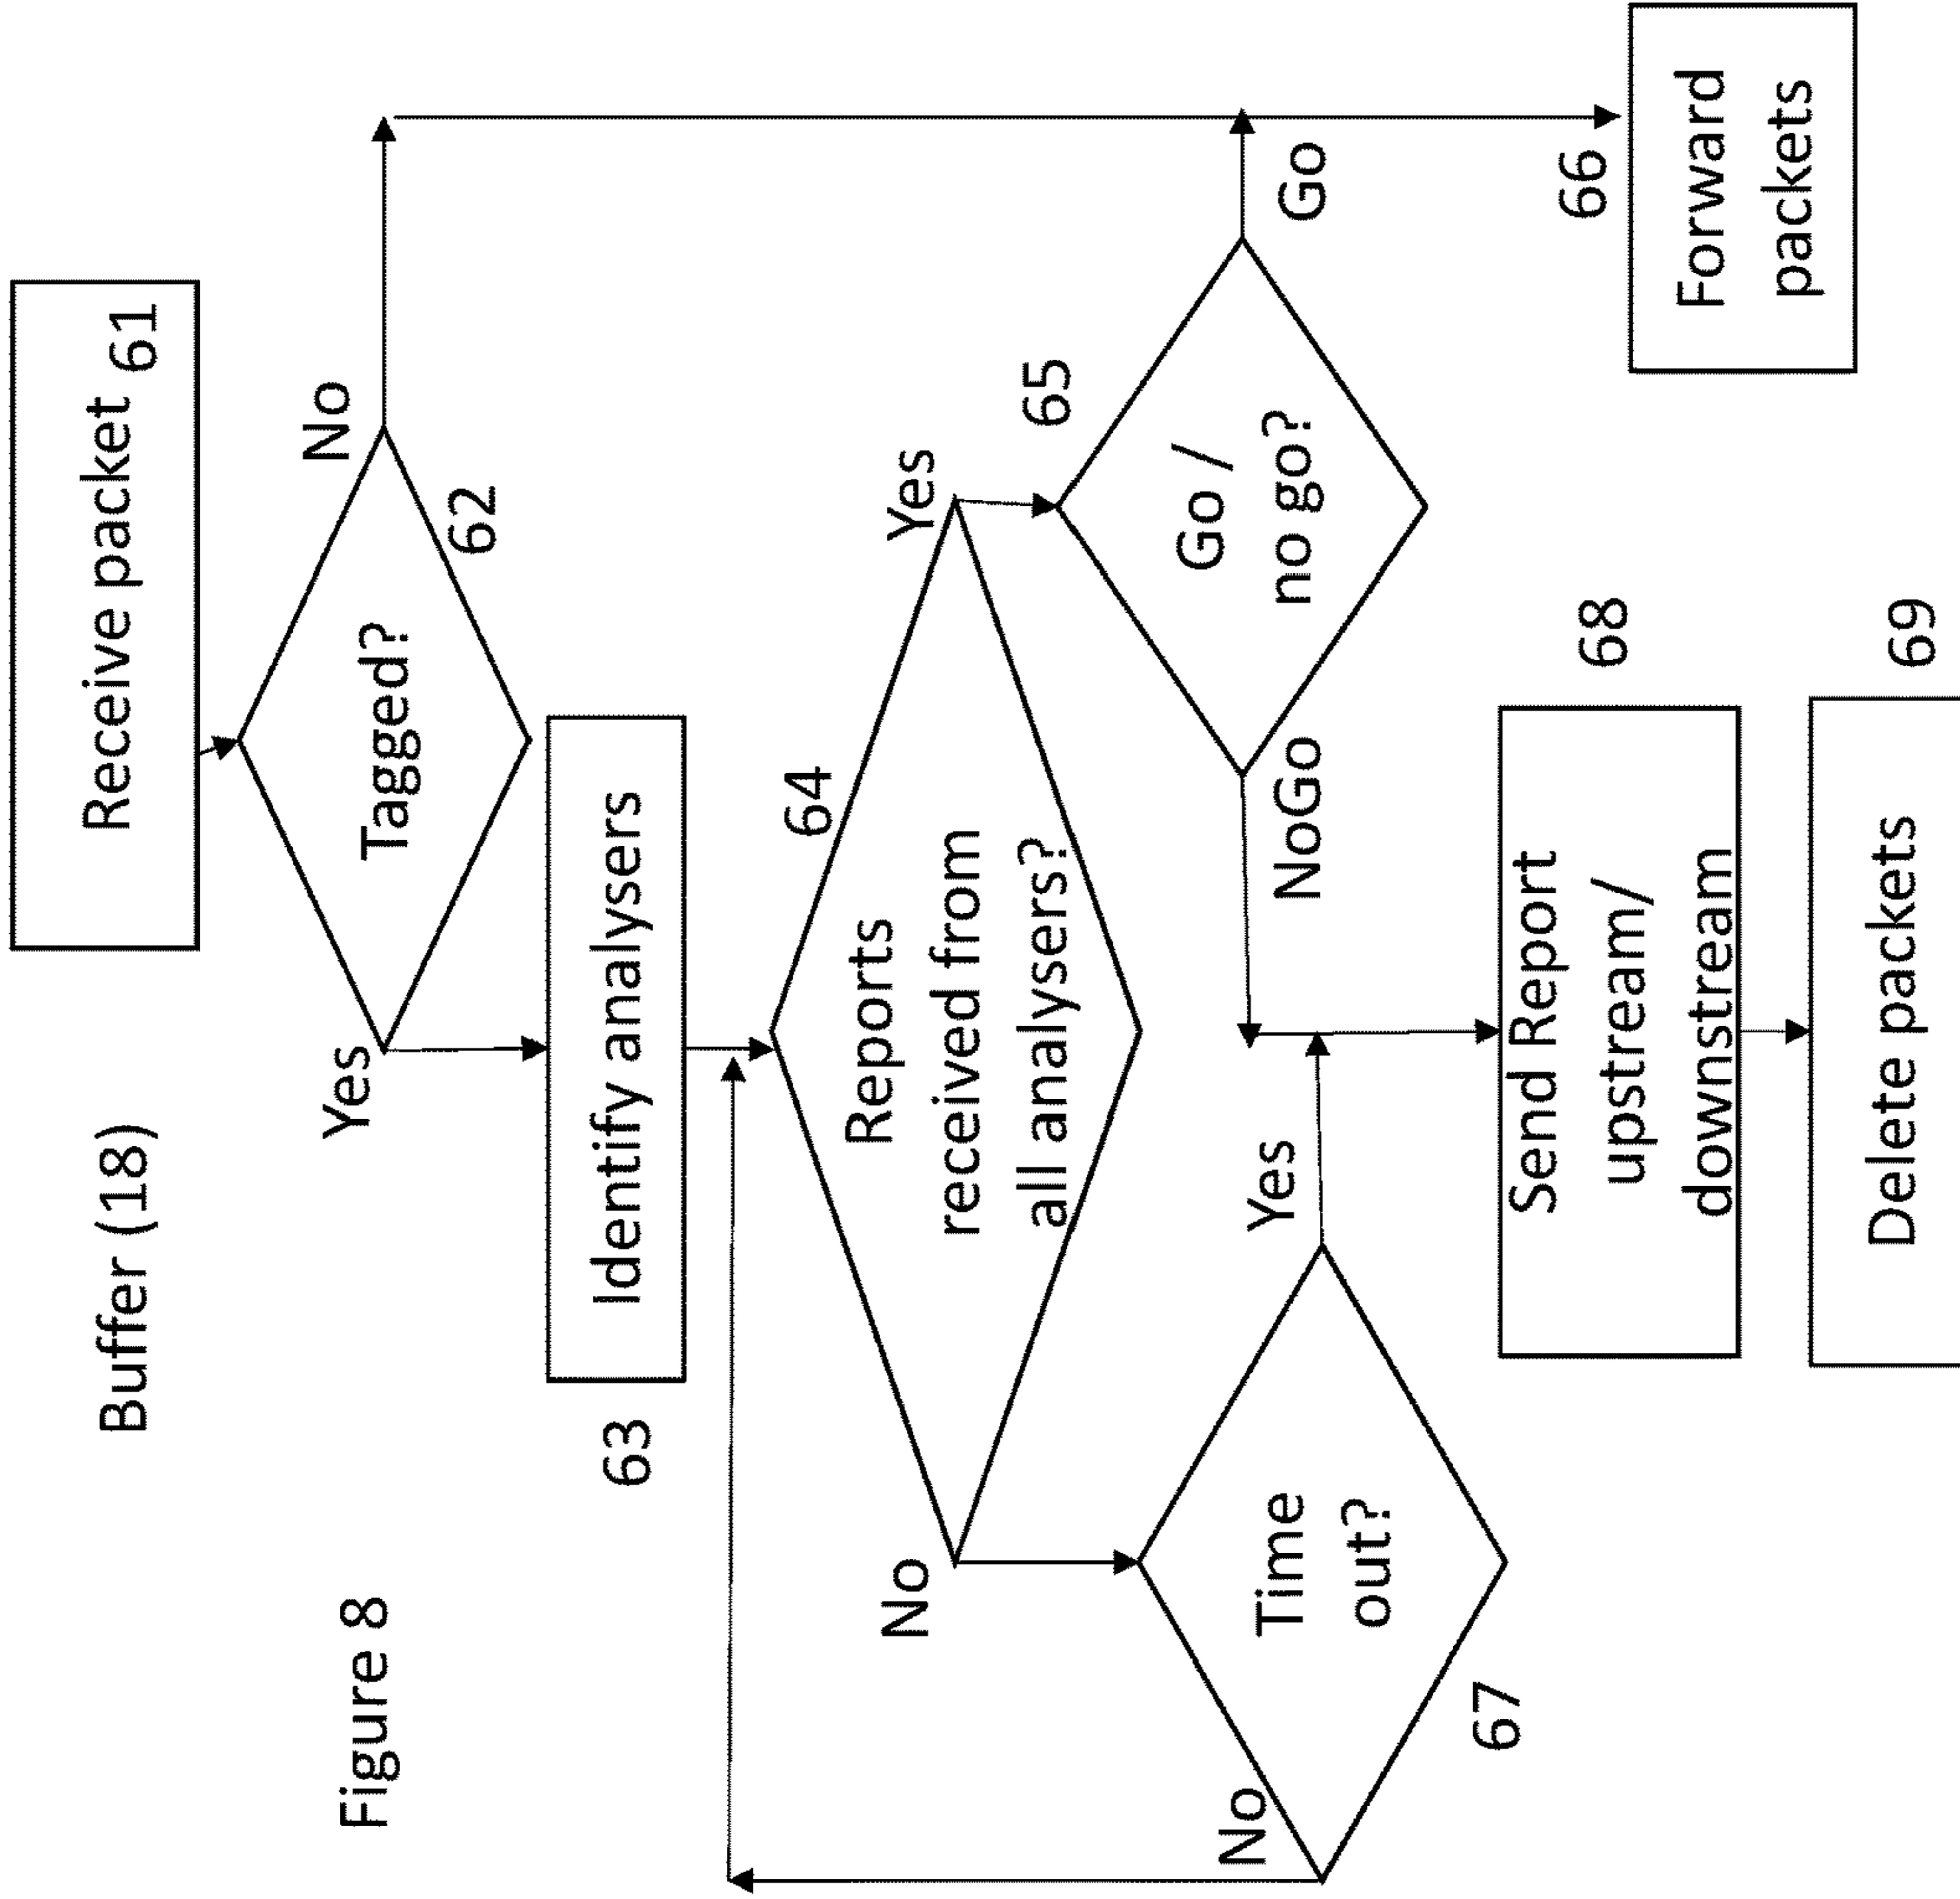 Figure 8
Buffer (18)
Receive packet
61
Tagged?
62
Yes
No
Identify analysers
63
Reports
received from
all analysers?
64
No
Yes
Time
out?
67
No
Yes
Go /
no go?
65
NoGo
Go
66
Forward
packets
Send Report
upstream/
downstream
68
Delete packets
69